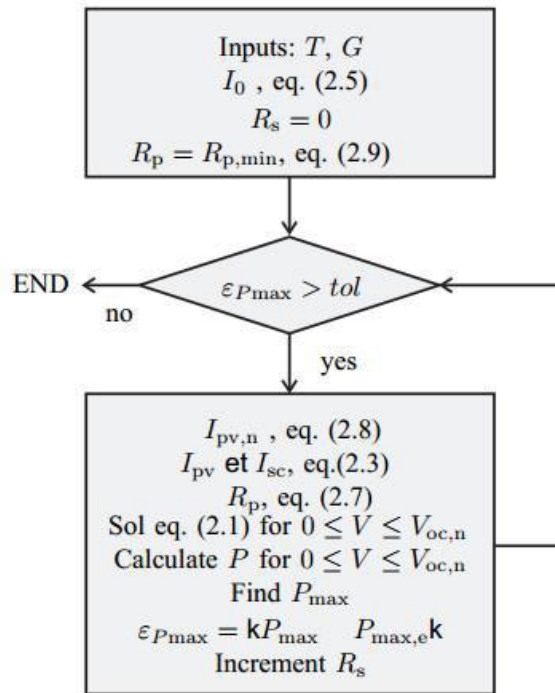 Inputs: T, G
I₀ , eq. (2.5)
Rₛ = 0
Rₚ = Rₚ,min, eq. (2.9)
END
εPmax > tol
no
yes
Ipv,n , eq. (2.8)
Ipv et Isc, eq.(2.3)
Rₚ, eq. (2.7)
Sol eq. (2.1) for 0 ≤ V ≤ Voc,n
Calculate P for 0 ≤ V ≤ Voc,n
Find Pmax
εPmax = kPmax Pmax,ek
Increment Rₛ